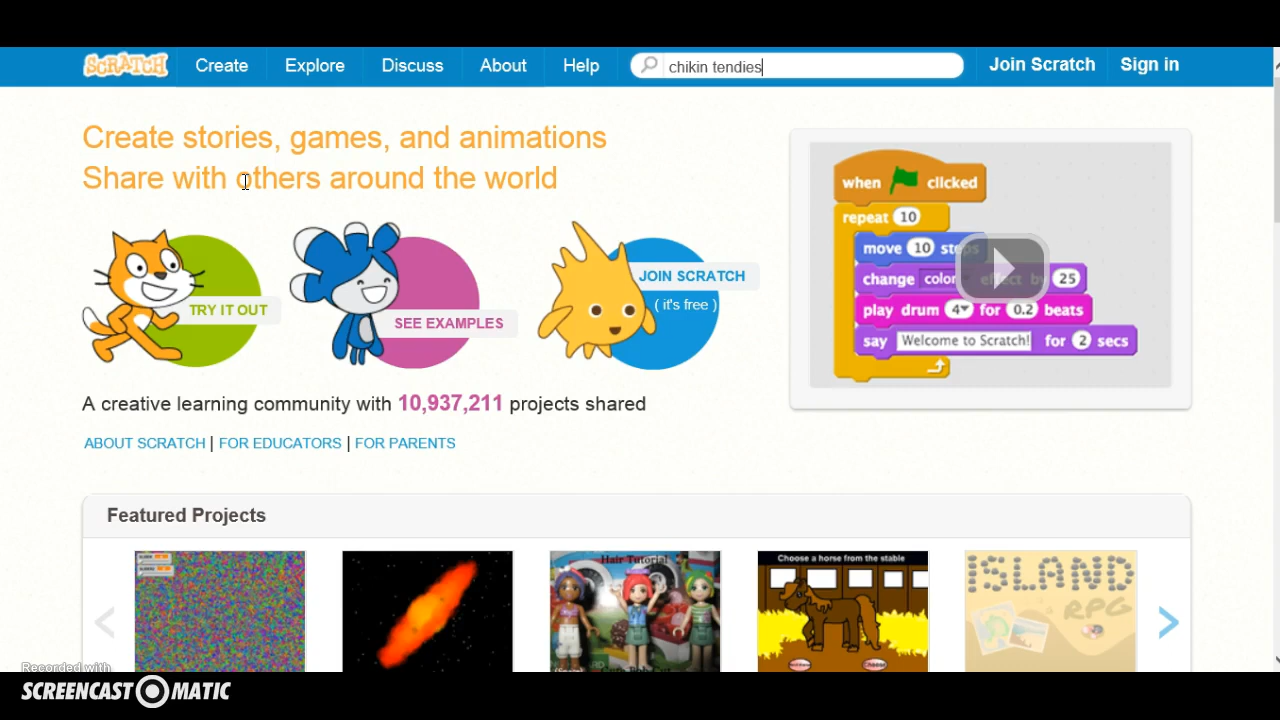 SCRATCH Create Explore Discuss About Help chikin tendies Join Scratch Sign in
Create stories, games, and animations
Share with others around the world
TRY IT OUT
SEE EXAMPLES
JOIN SCRATCH
( it's free )
A creative learning community with 10,937,211 projects shared
ABOUT SCRATCH | FOR EDUCATORS | FOR PARENTS
when clicked
repeat 10
move 10 steps
change color effect by 25
play drum 4 for 0.2 beats
say Welcome to Scratch! for 2 secs
Featured Projects
Hair Tutorial
Choose a horse from the stable
ISLAND
RPG
Recorded with
SCREENCAST MATIC